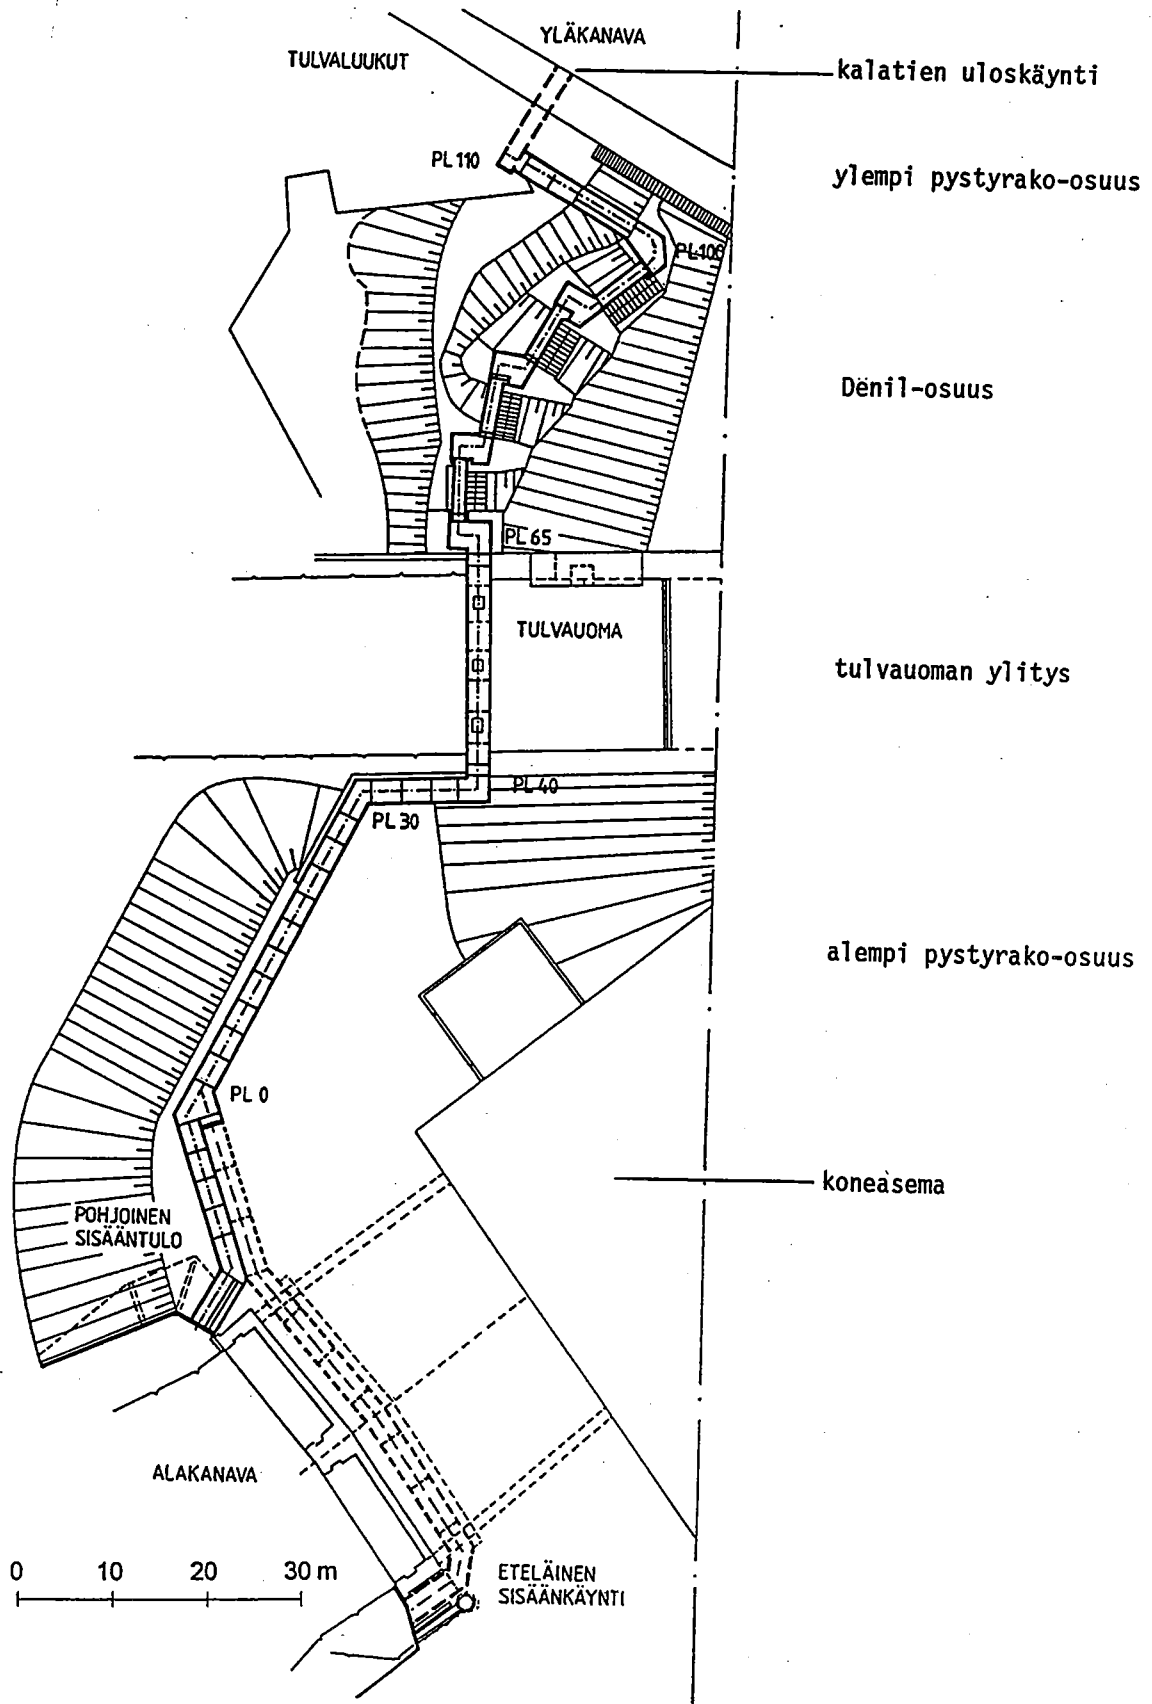 YLÄKANAVA
TULVALUUKUT
kalatien uloskäynti
PL 110
ylempi pystyrako-osuus
PL 100
Dënil-osuus
PL 65
TULVAUOMA
tulvauoman ylitys
PL 40
PL 30
alempi pystyrako-osuus
PL 0
koneasema
POHJOINEN
SISÄÄNTULO
ALAKANAVA
0 10 20 30 m
ETELÄINEN
SISÄÄNKÄYNTI